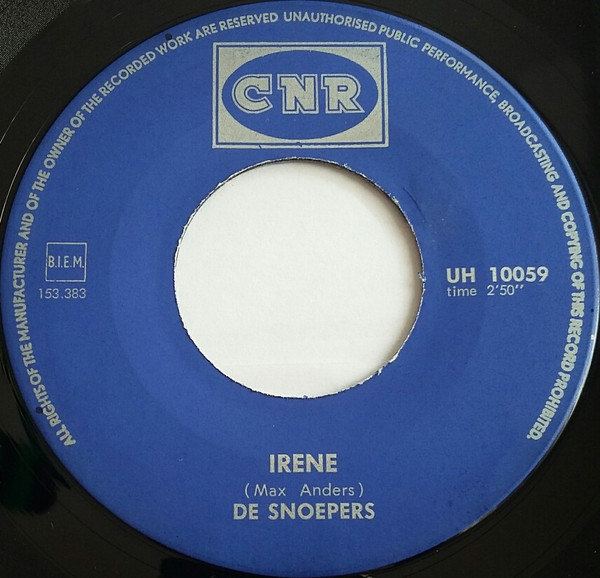 ALL RIGHTS OF THE MANUFACTURER AND OF THE OWNER OF THE RECORDED WORK ARE RESERVED UNAUTHORISED PUBLIC PERFORMANCE, BROADCASTING AND COPYING OF THIS RECORD PROHIBITED.
CNR
B.I.E.M.
153.383
UH 10059
time 2'50''
IRENE
(Max Anders)
DE SNOEPERS